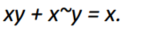 xy + x~y = x.